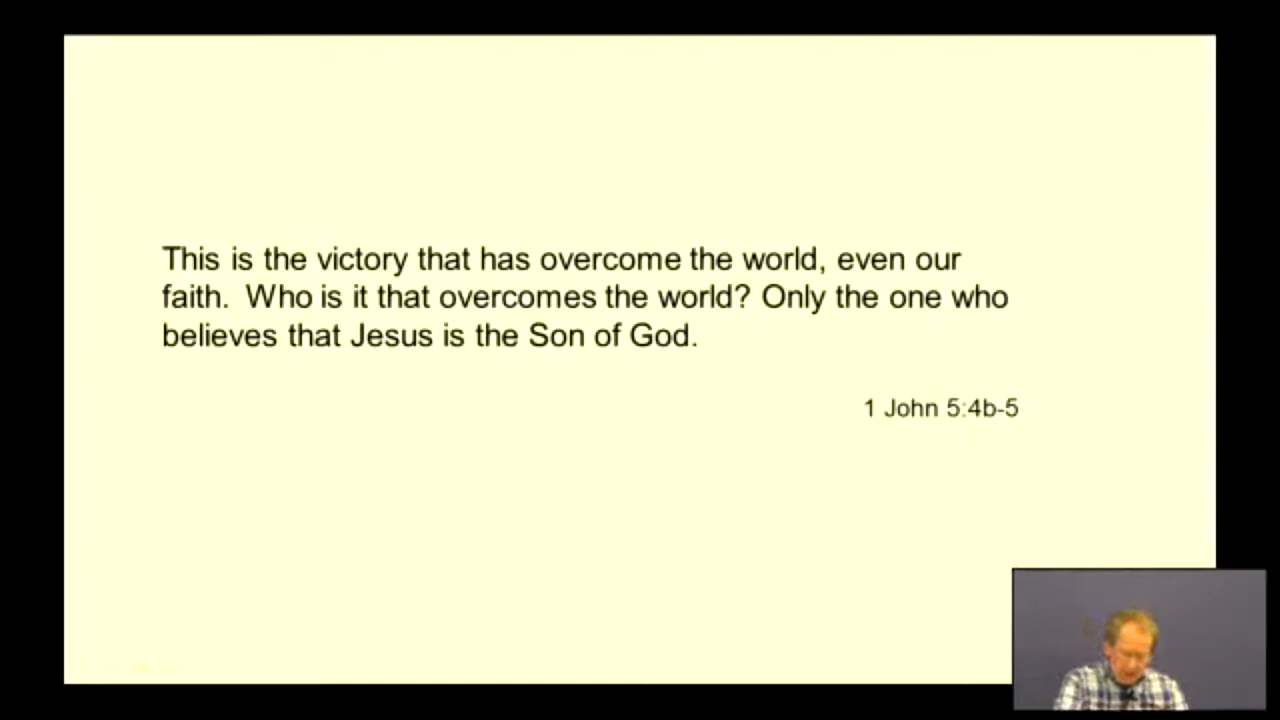 This is the victory that has overcome the world, even our
faith.  Who is it that overcomes the world? Only the one who
believes that Jesus is the Son of God.
1 John 5:4b-5